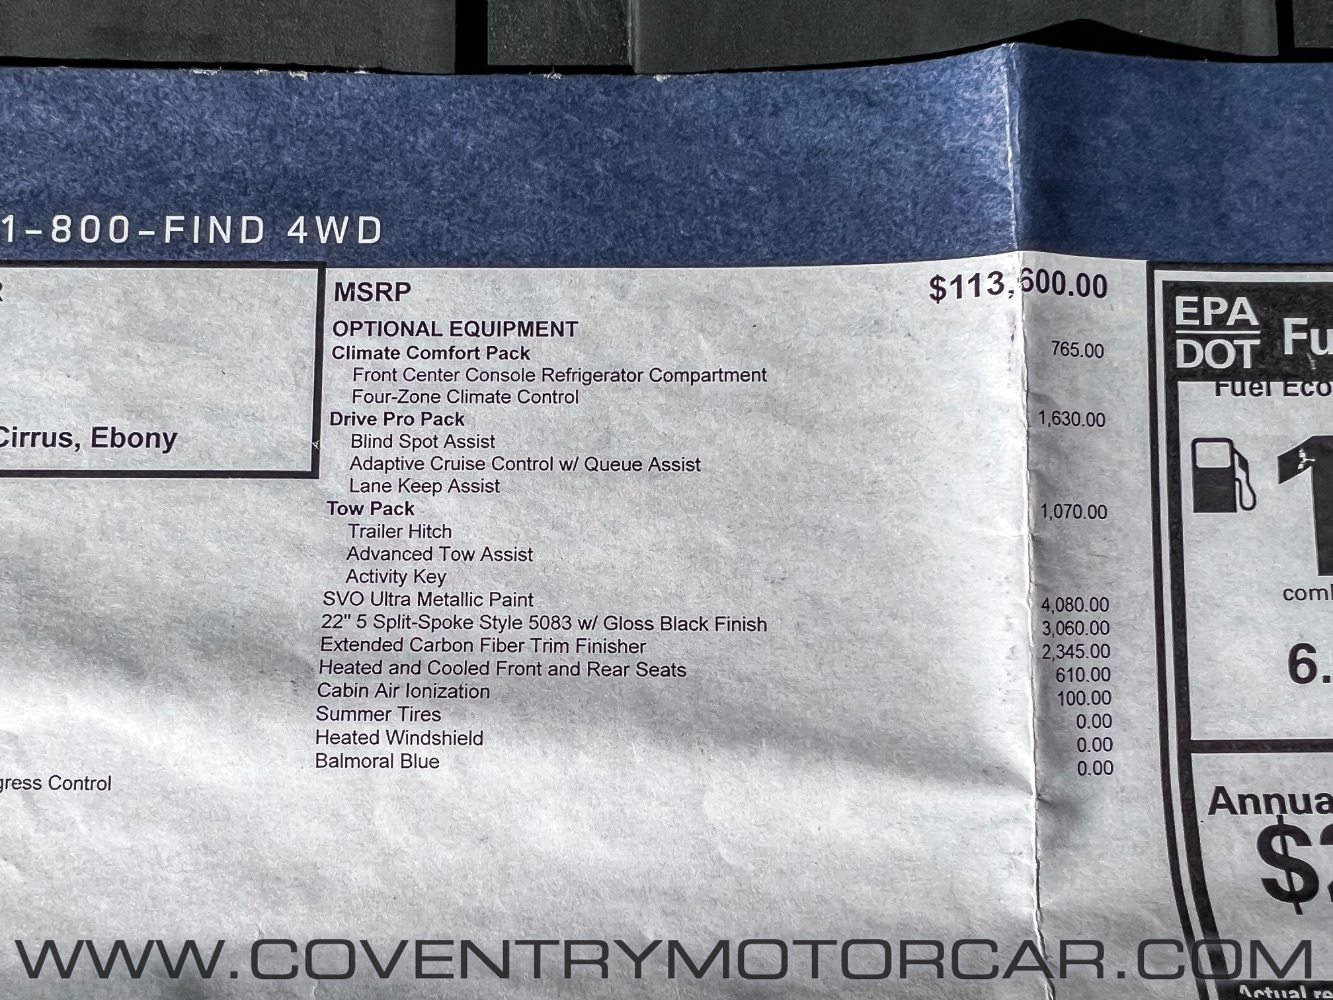 1-800-FIND 4WD
MSRP $113,600.00
OPTIONAL EQUIPMENT
Climate Comfort Pack 765.00
Front Center Console Refrigerator Compartment
Four-Zone Climate Control
Drive Pro Pack 1,630.00
Blind Spot Assist
Adaptive Cruise Control w/ Queue Assist
Lane Keep Assist
Tow Pack 1,070.00
Trailer Hitch
Advanced Tow Assist
Activity Key
SVO Ultra Metallic Paint 4,080.00
22" 5 Split-Spoke Style 5083 w/ Gloss Black Finish 3,060.00
Extended Carbon Fiber Trim Finisher 2,345.00
Heated and Cooled Front and Rear Seats 610.00
Cabin Air Ionization 100.00
Summer Tires 0.00
Heated Windshield 0.00
Balmoral Blue 0.00
Cirrus, Ebony
gress Control
EPA
DOT
Fu
Fuel Eco
1
comb
6.
Annua
$2
Actual re
WWW.COVENTRYMOTORCAR.COM